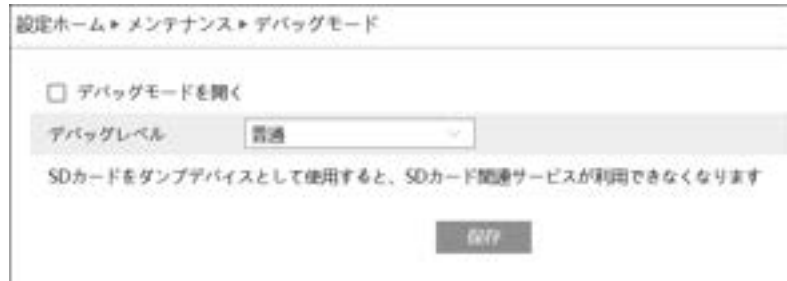 設定ホーム▸メンテナンス▸デバッグモード
デバッグモードを開く
デバッグレベル 普通
SDカードをダンプデバイスとして使用すると、SDカード関連サービスが利用できなくなります
保存